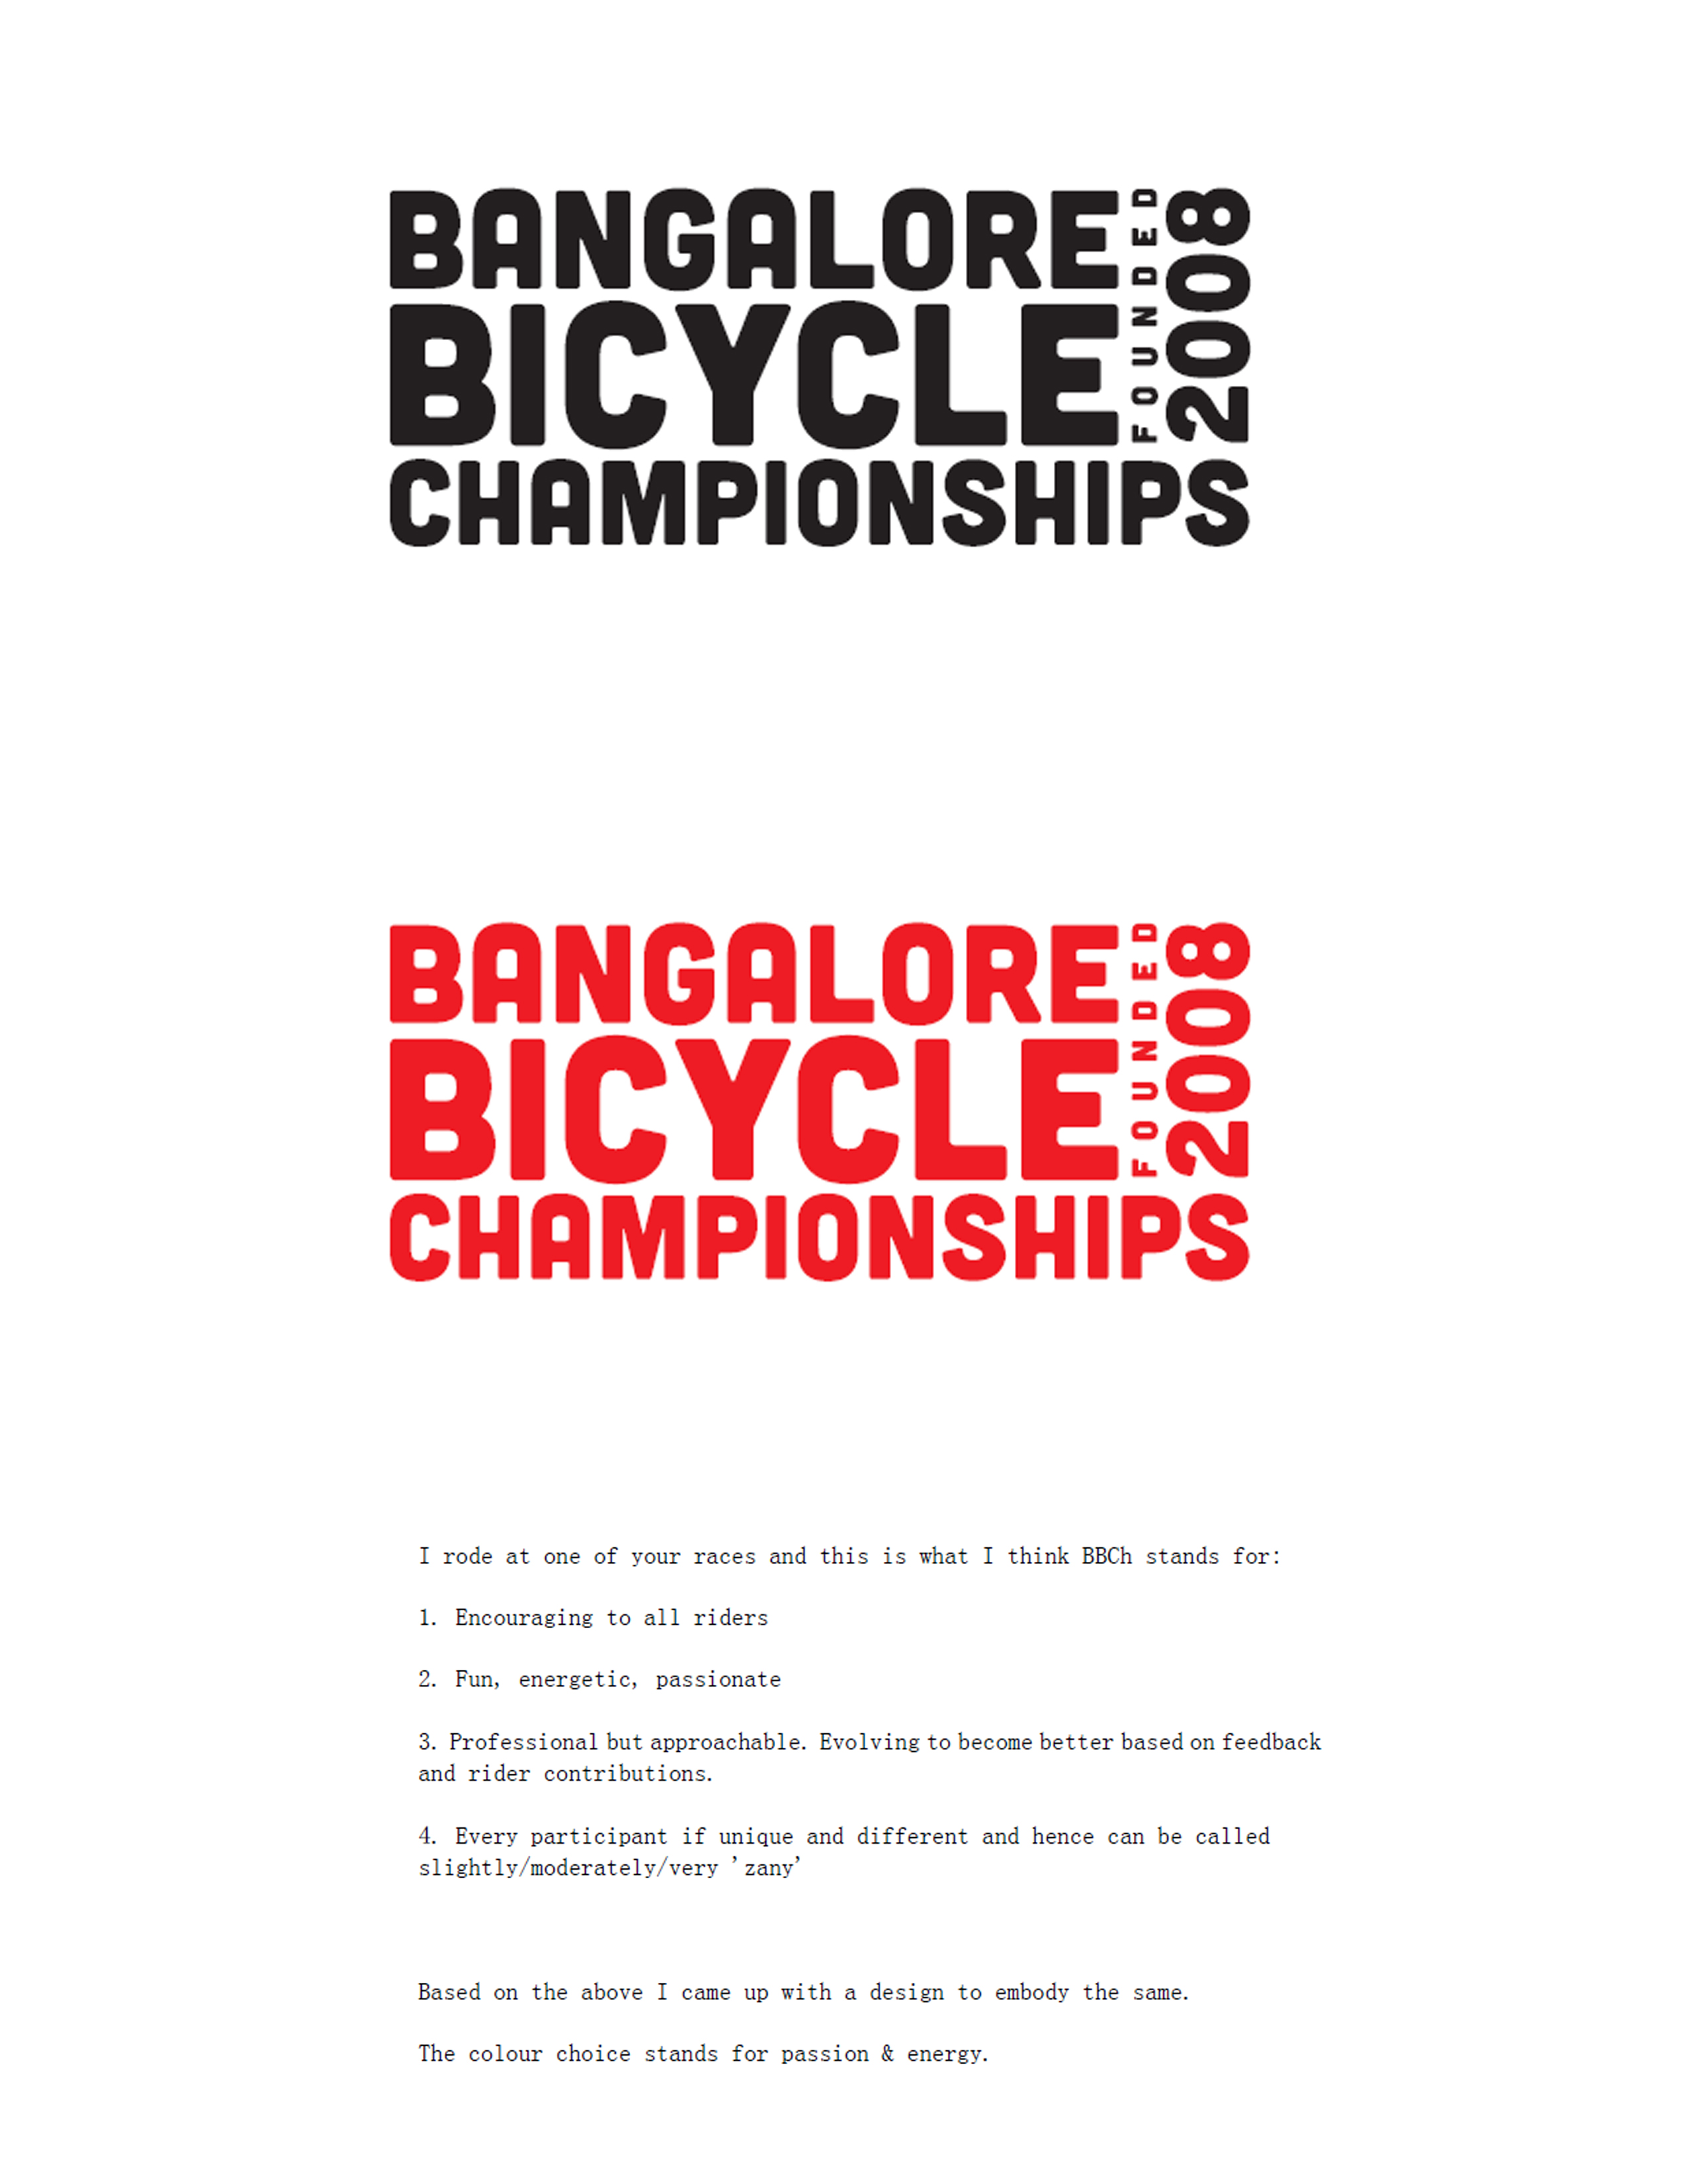 BANGALORE
BICYCLE
CHAMPIONSHIPS
FOUNDED
2008
BANGALORE
BICYCLE
CHAMPIONSHIPS
FOUNDED
2008
I rode at one of your races and this is what I think BBCh stands for:
1. Encouraging to all riders
2. Fun, energetic, passionate
3. Professional but approachable. Evolving to become better based on feedback
and rider contributions.
4. Every participant if unique and different and hence can be called
slightly/moderately/very 'zany'
Based on the above I came up with a design to embody the same.
The colour choice stands for passion & energy.